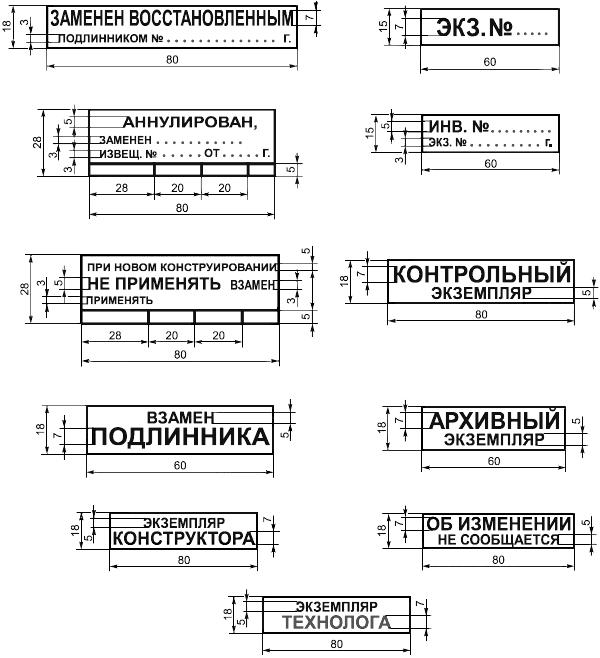 ЗАМЕНЕН ВОССТАНОВЛЕННЫМ
ПОДЛИННИКОМ № . . . . . . . . . . . . . . . . г.
18
3
7
80
ЭКЗ.№.....
15
7
60
АННУЛИРОВАН,
ЗАМЕНЕН . . . . . . . . . . . .
ИЗВЕЩ. № . . . . . . ОТ . . . . . Г.
28
5
3
3
5
28
20
20
80
ИНВ. №.........
ЭКЗ. № . . . . . . . . . . г.
15
5
3
60
ПРИ НОВОМ КОНСТРУИРОВАНИИ
НЕ ПРИМЕНЯТЬ ВЗАМЕН
ПРИМЕНЯТЬ
28
3
5
5
3
5
28
20
20
80
КОНТРОЛЬНЫЙ
ЭКЗЕМПЛЯР
18
7
5
80
ВЗАМЕН
ПОДЛИННИКА
18
7
5
60
АРХИВНЫЙ
ЭКЗЕМПЛЯР
18
7
5
60
ЭКЗЕМПЛЯР
КОНСТРУКТОРА
18
5
7
80
ОБ ИЗМЕНЕНИИ
НЕ СООБЩАЕТСЯ
18
7
5
80
ЭКЗЕМПЛЯР
ТЕХНОЛОГА
18
5
7
80